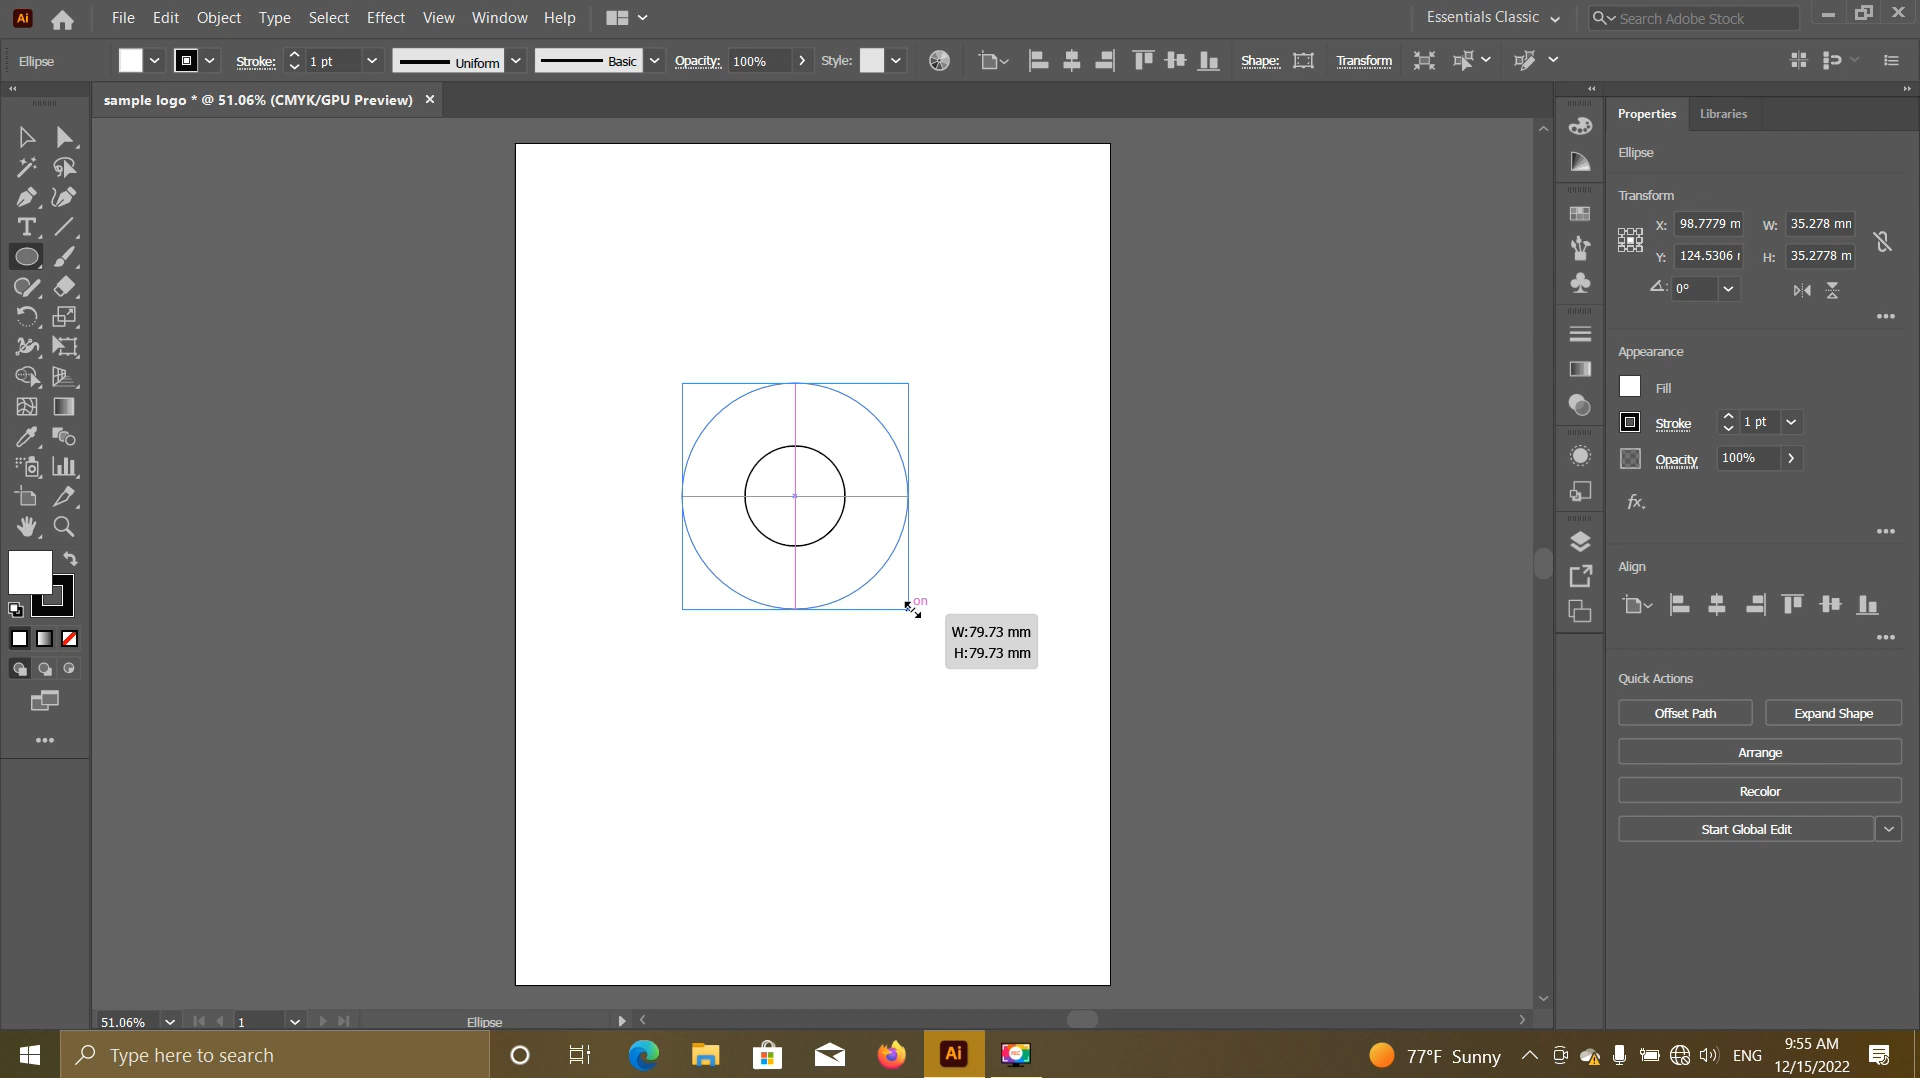 Ai File Edit Object Type Select Effect View Window Help Essentials Classic Search Adobe Stock
Ellipse Stroke: 1 pt Uniform Basic Opacity: 100% Style: Shape: Transform
sample logo * @ 51.06% (CMYK/GPU Preview)
Properties Libraries
Ellipse
Transform
X: 98.7779 m W: 35.278 mn
Y: 124.5306 H: 35.2778 m
0°
Appearance
Fill
Stroke 1 pt
Opacity 100%
fx.
Align
on
W:79.73 mm
H:79.73 mm
Quick Actions
Offset Path Expand Shape
Arrange
Recolor
Start Global Edit
51.06% 1 Ellipse
Type here to search Ai REC 77°F Sunny ENG 9:55 AM
12/15/2022